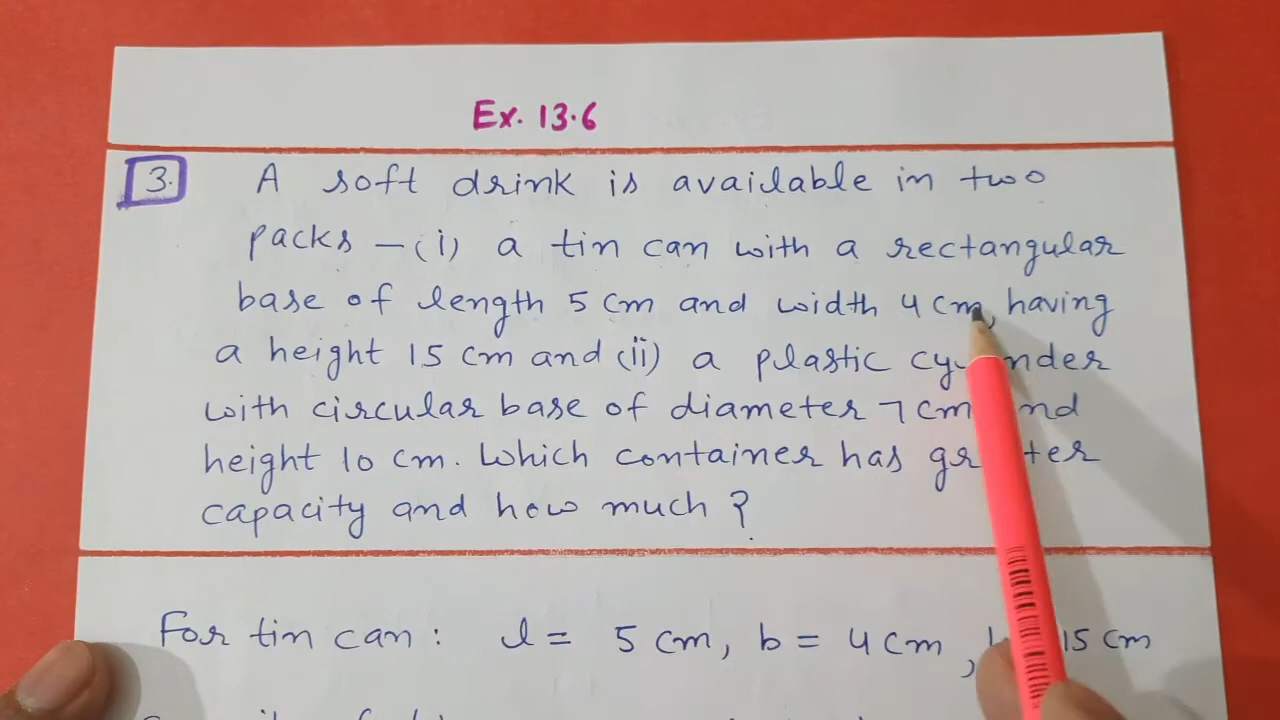 Ex. 13.6
3. A soft drink is available in two
packs - (i) a tin can with a rectangular
base of length 5 cm and width 4 cm, having
a height 15 cm and (ii) a plastic
with circular base of diameter 7 cm
height 10 cm. Which container has
capacity and how much ?
For tin can : l = 5 cm, b = 4 cm, 15 cm